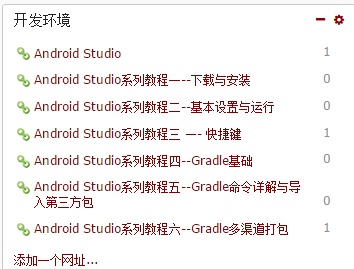 开发环境
Android Studio 1
Android Studio系列教程一--下载与安装 0
Android Studio系列教程二--基本设置与运行 0
Android Studio系列教程三 —- 快捷键 1
Android Studio系列教程四--Gradle基础 0
Android Studio系列教程五--Gradle命令详解与导
入第三方包 0
Android Studio系列教程六--Gradle多渠道打包 1
添加一个网址...